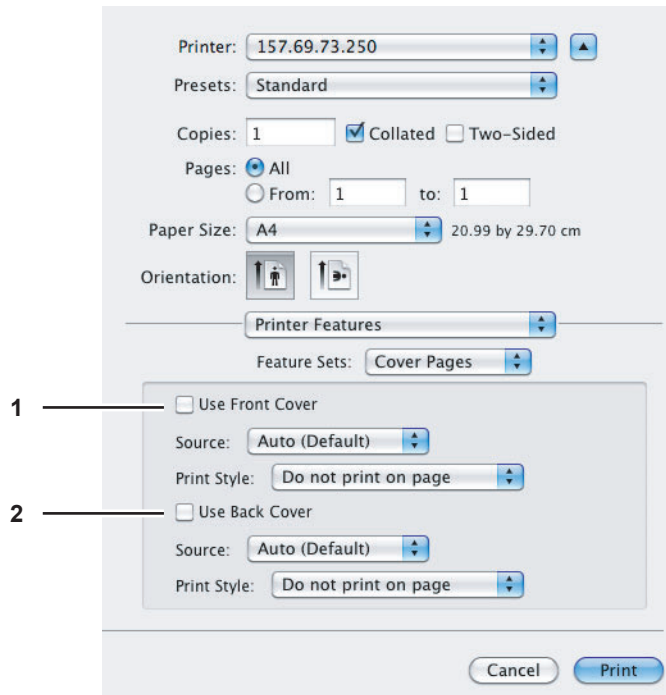 Printer: 157.69.73.250
Presets: Standard
Copies: 1 Collated Two-Sided
Pages: All
From: 1 to: 1
Paper Size: A4 20.99 by 29.70 cm
Orientation:
Printer Features
Feature Sets: Cover Pages
1 Use Front Cover
Source: Auto (Default)
Print Style: Do not print on page
2 Use Back Cover
Source: Auto (Default)
Print Style: Do not print on page
Cancel Print